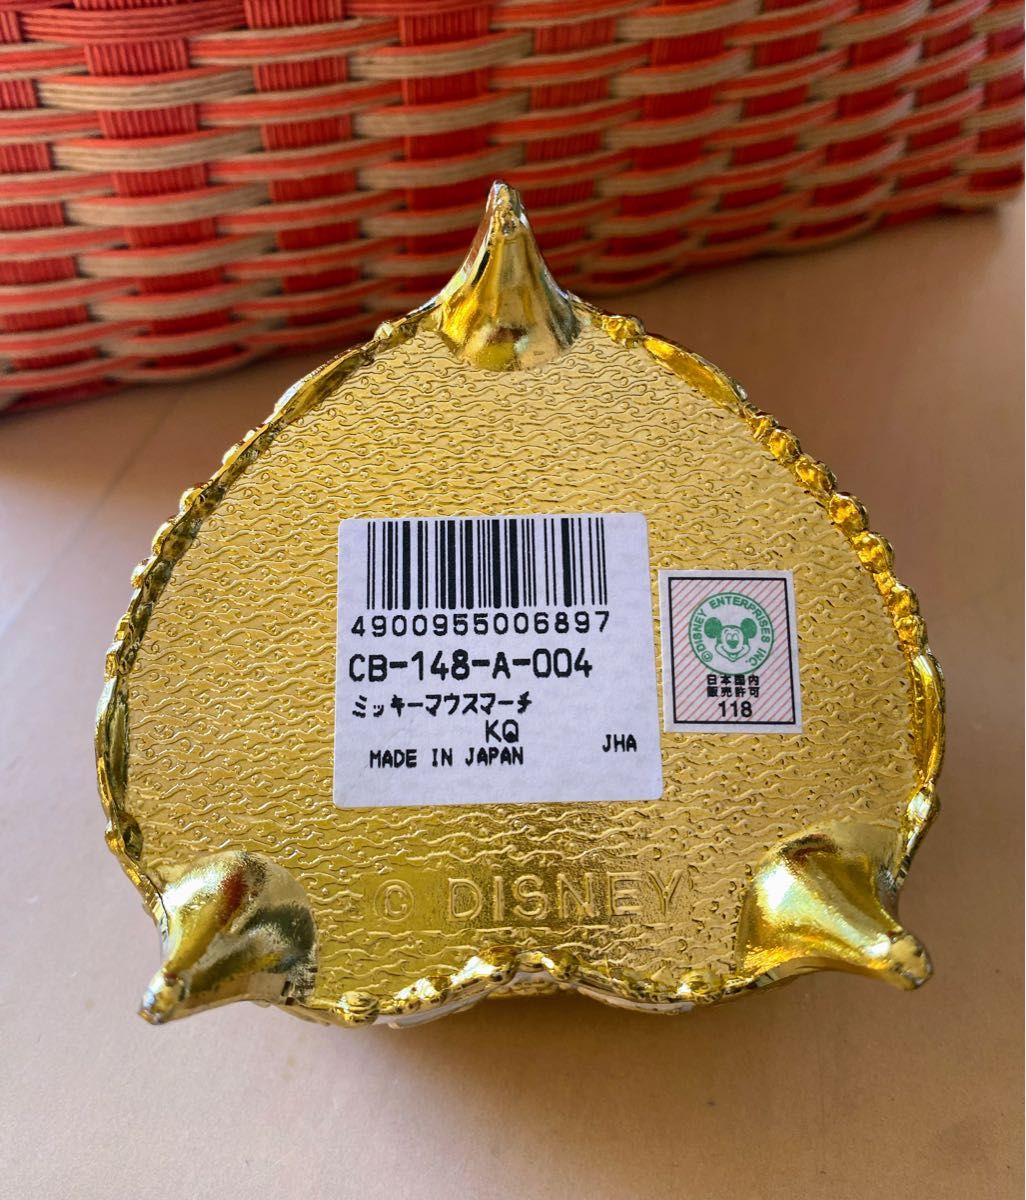 4900955006897
CB-148-A-004
ミッキーマウスマーチ
KQ
MADE IN JAPAN
JHA
©DISNEY ENTERPRISES INC.
日本国内
販売許可
118
© DISNEY